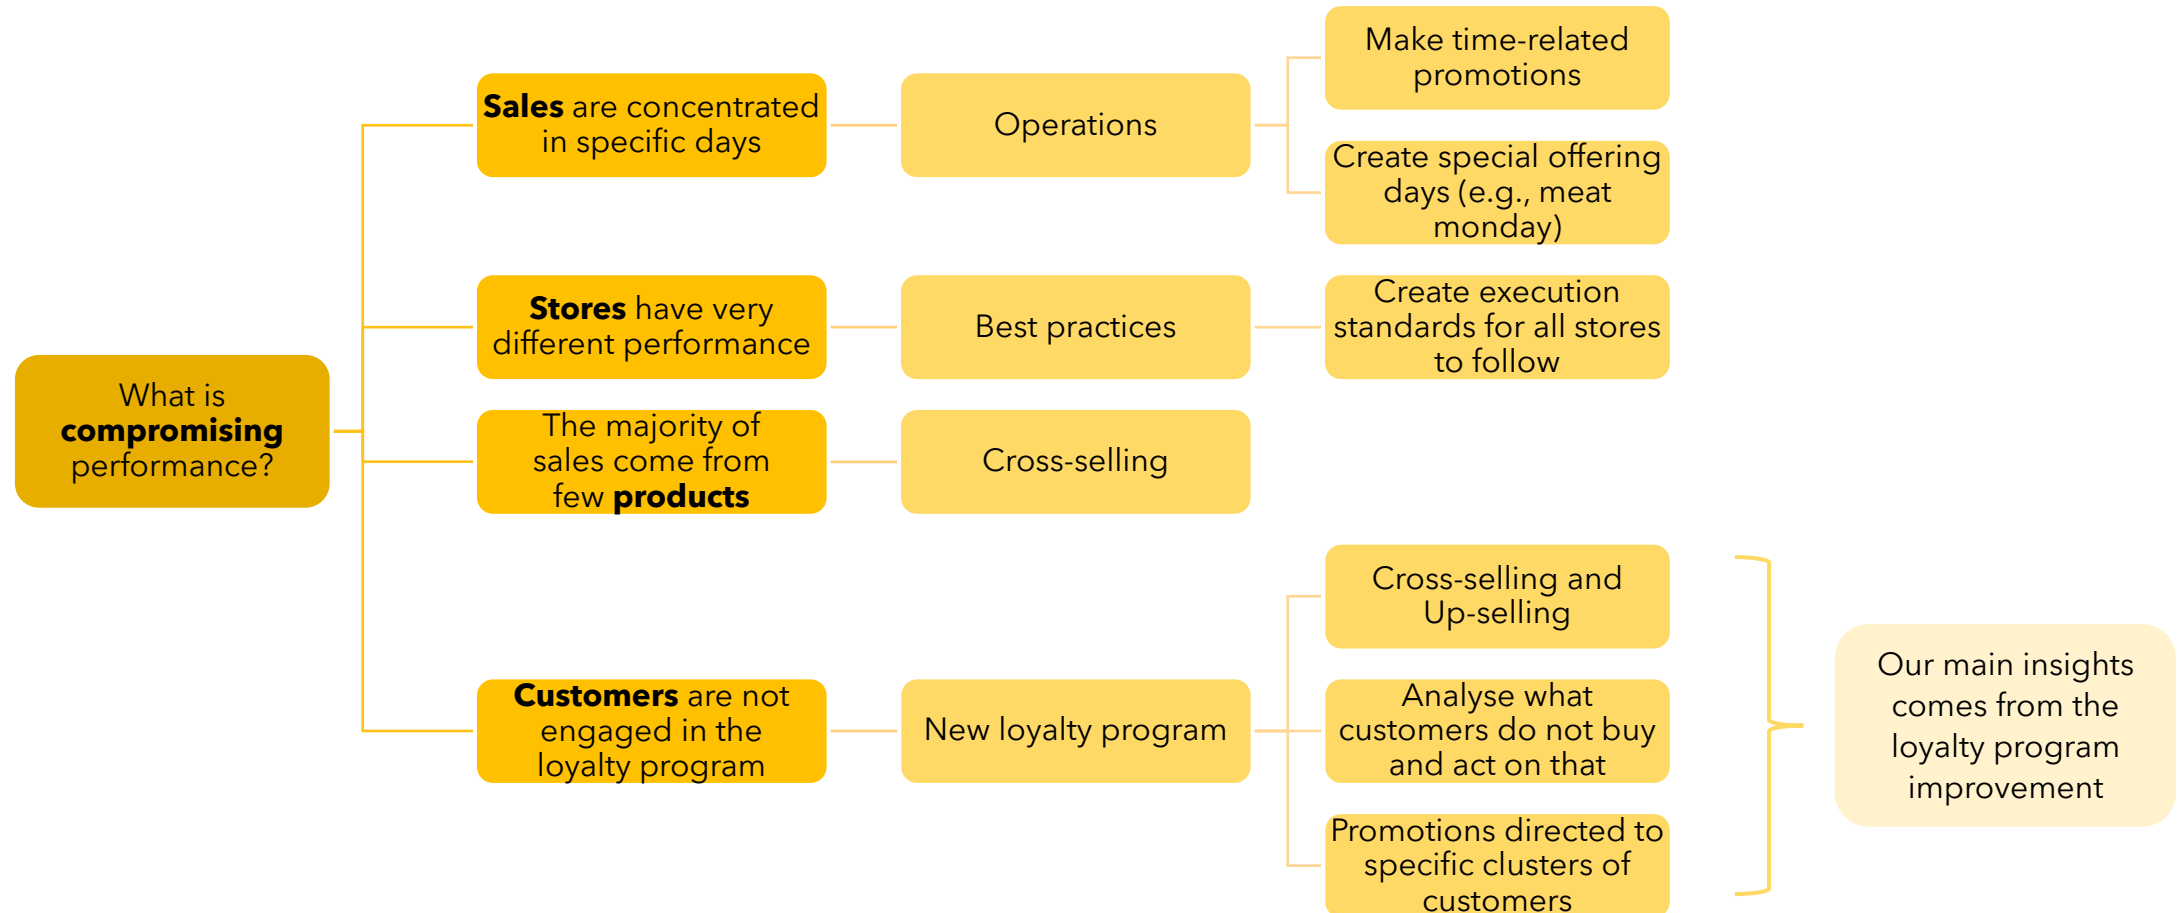 What is
compromising
performance?
Sales are concentrated
in specific days
Operations
Make time-related
promotions
Create special offering
days (e.g., meat
monday)
Stores have very
different performance
Best practices
Create execution
standards for all stores
to follow
The majority of
sales come from
few products
Cross-selling
Customers are not
engaged in the
loyalty program
New loyalty program
Cross-selling and
Up-selling
Analyse what
customers do not buy
and act on that
Promotions directed to
specific clusters of
customers
Our main insights
comes from the
loyalty program
improvement